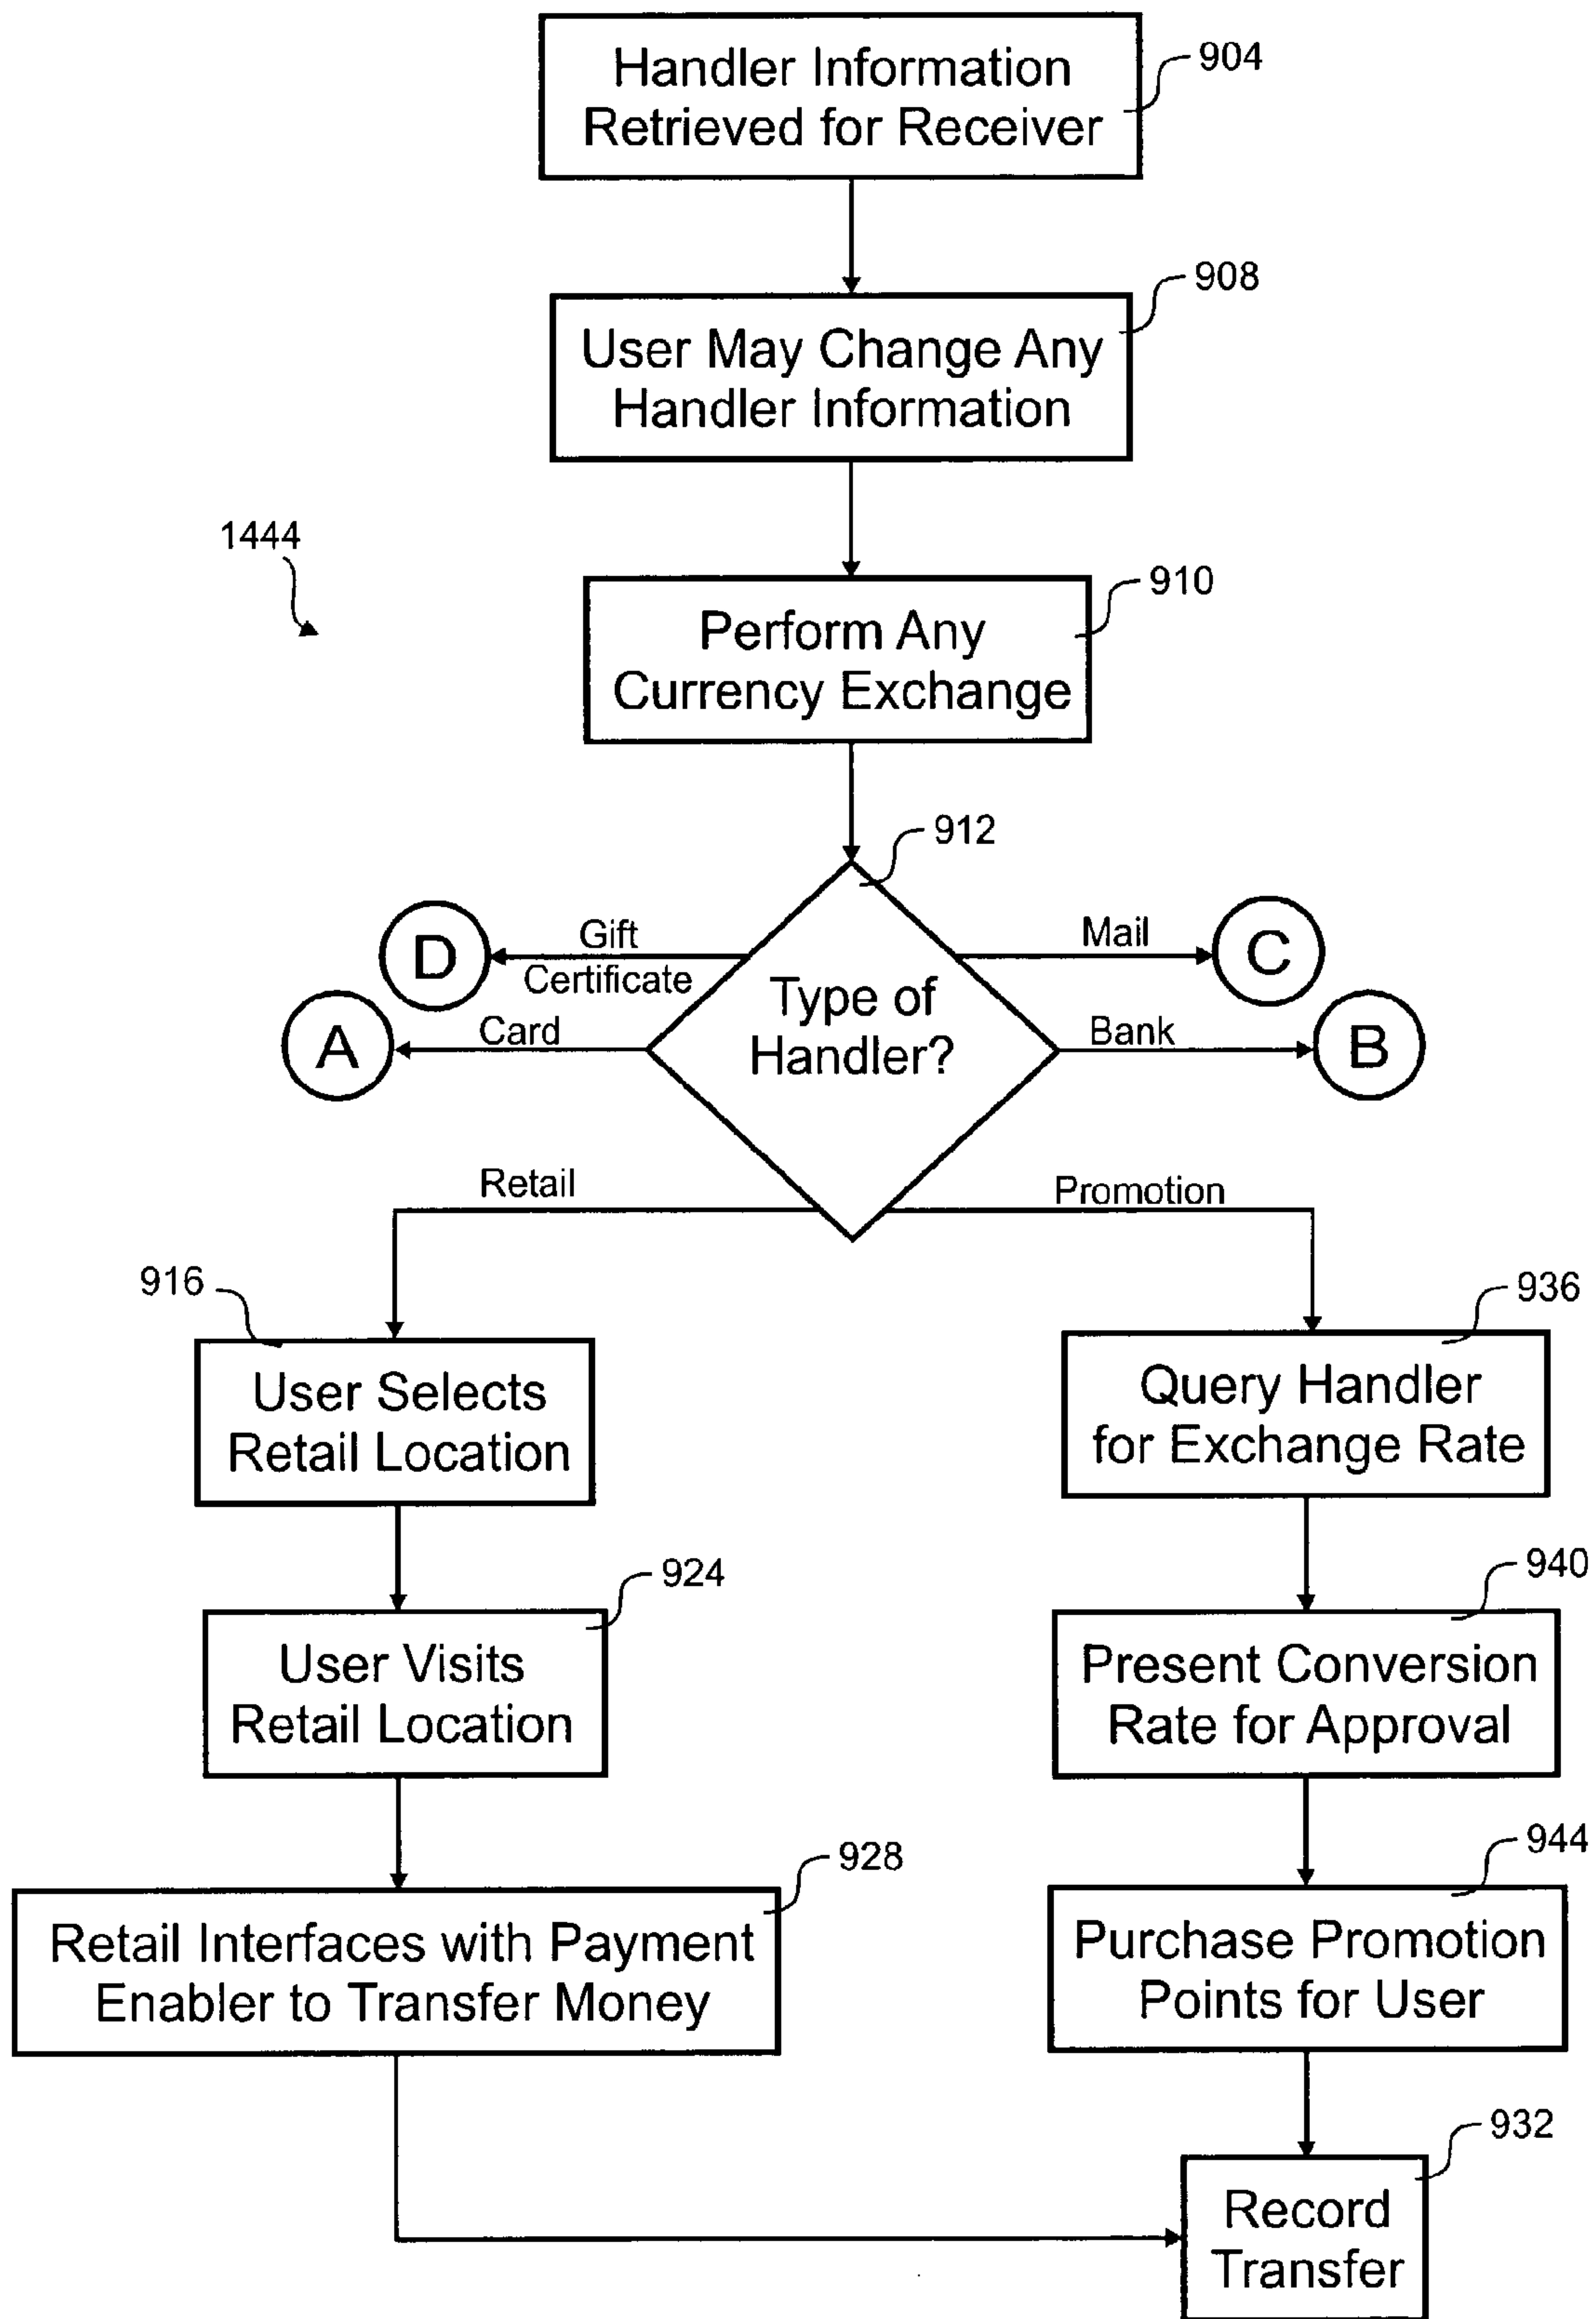 Handler Information
Retrieved for Receiver
904
User May Change Any
Handler Information
908
1444
Perform Any
Currency Exchange
910
912
Type of
Handler?
D
Gift
Certificate
Mail
C
A
Card
Bank
B
Retail
Promotion
916
User Selects
Retail Location
936
Query Handler
for Exchange Rate
924
User Visits
Retail Location
940
Present Conversion
Rate for Approval
928
Retail Interfaces with Payment
Enabler to Transfer Money
944
Purchase Promotion
Points for User
932
Record
Transfer